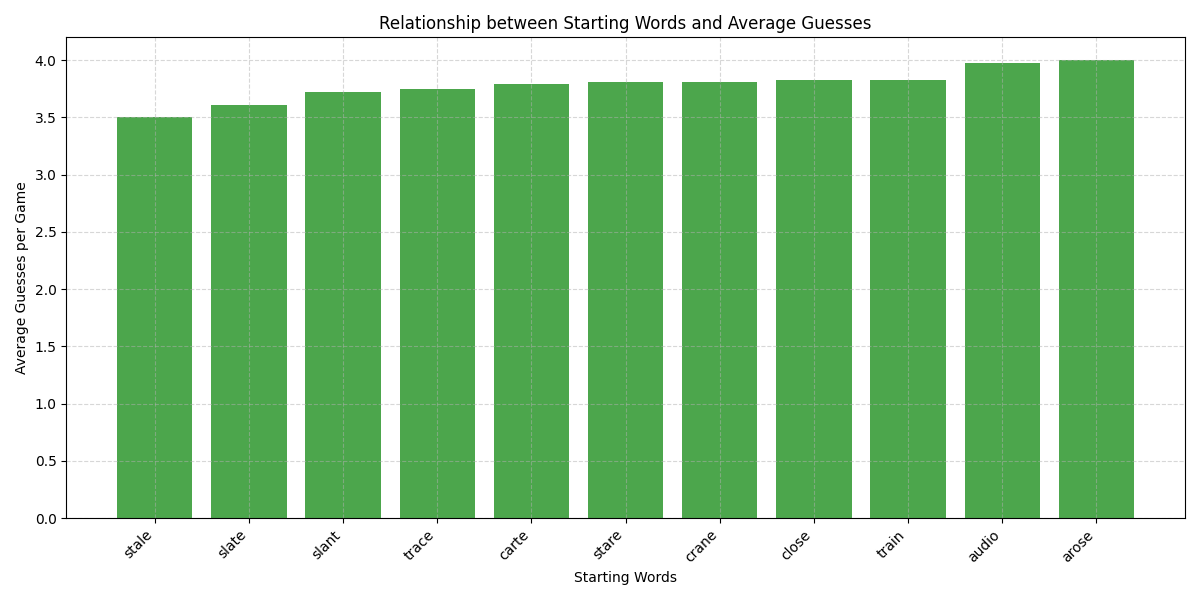 Relationship between Starting Words and Average Guesses
Average Guesses per Game
4.0
3.5
3.0
2.5
2.0
1.5
1.0
0.5
0.0
stale
slate
slant
trace
carte
stare
crane
close
train
audio
arose
Starting Words